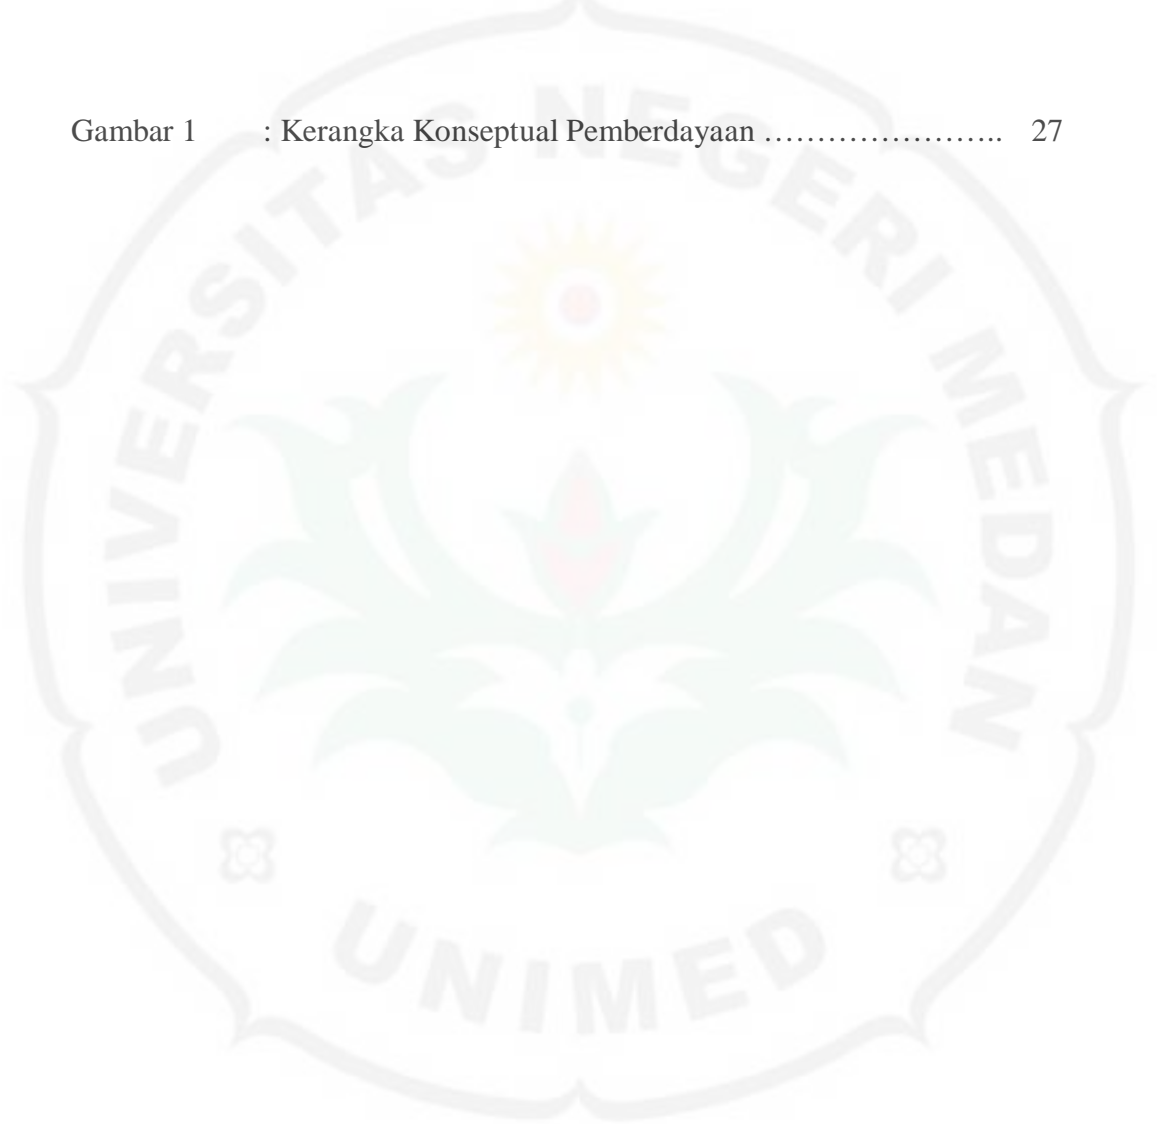 Gambar 1 : Kerangka Konseptual Pemberdayaan ………………….. 27
UNIVERSITAS NEGERI MEDAN
UNIMED